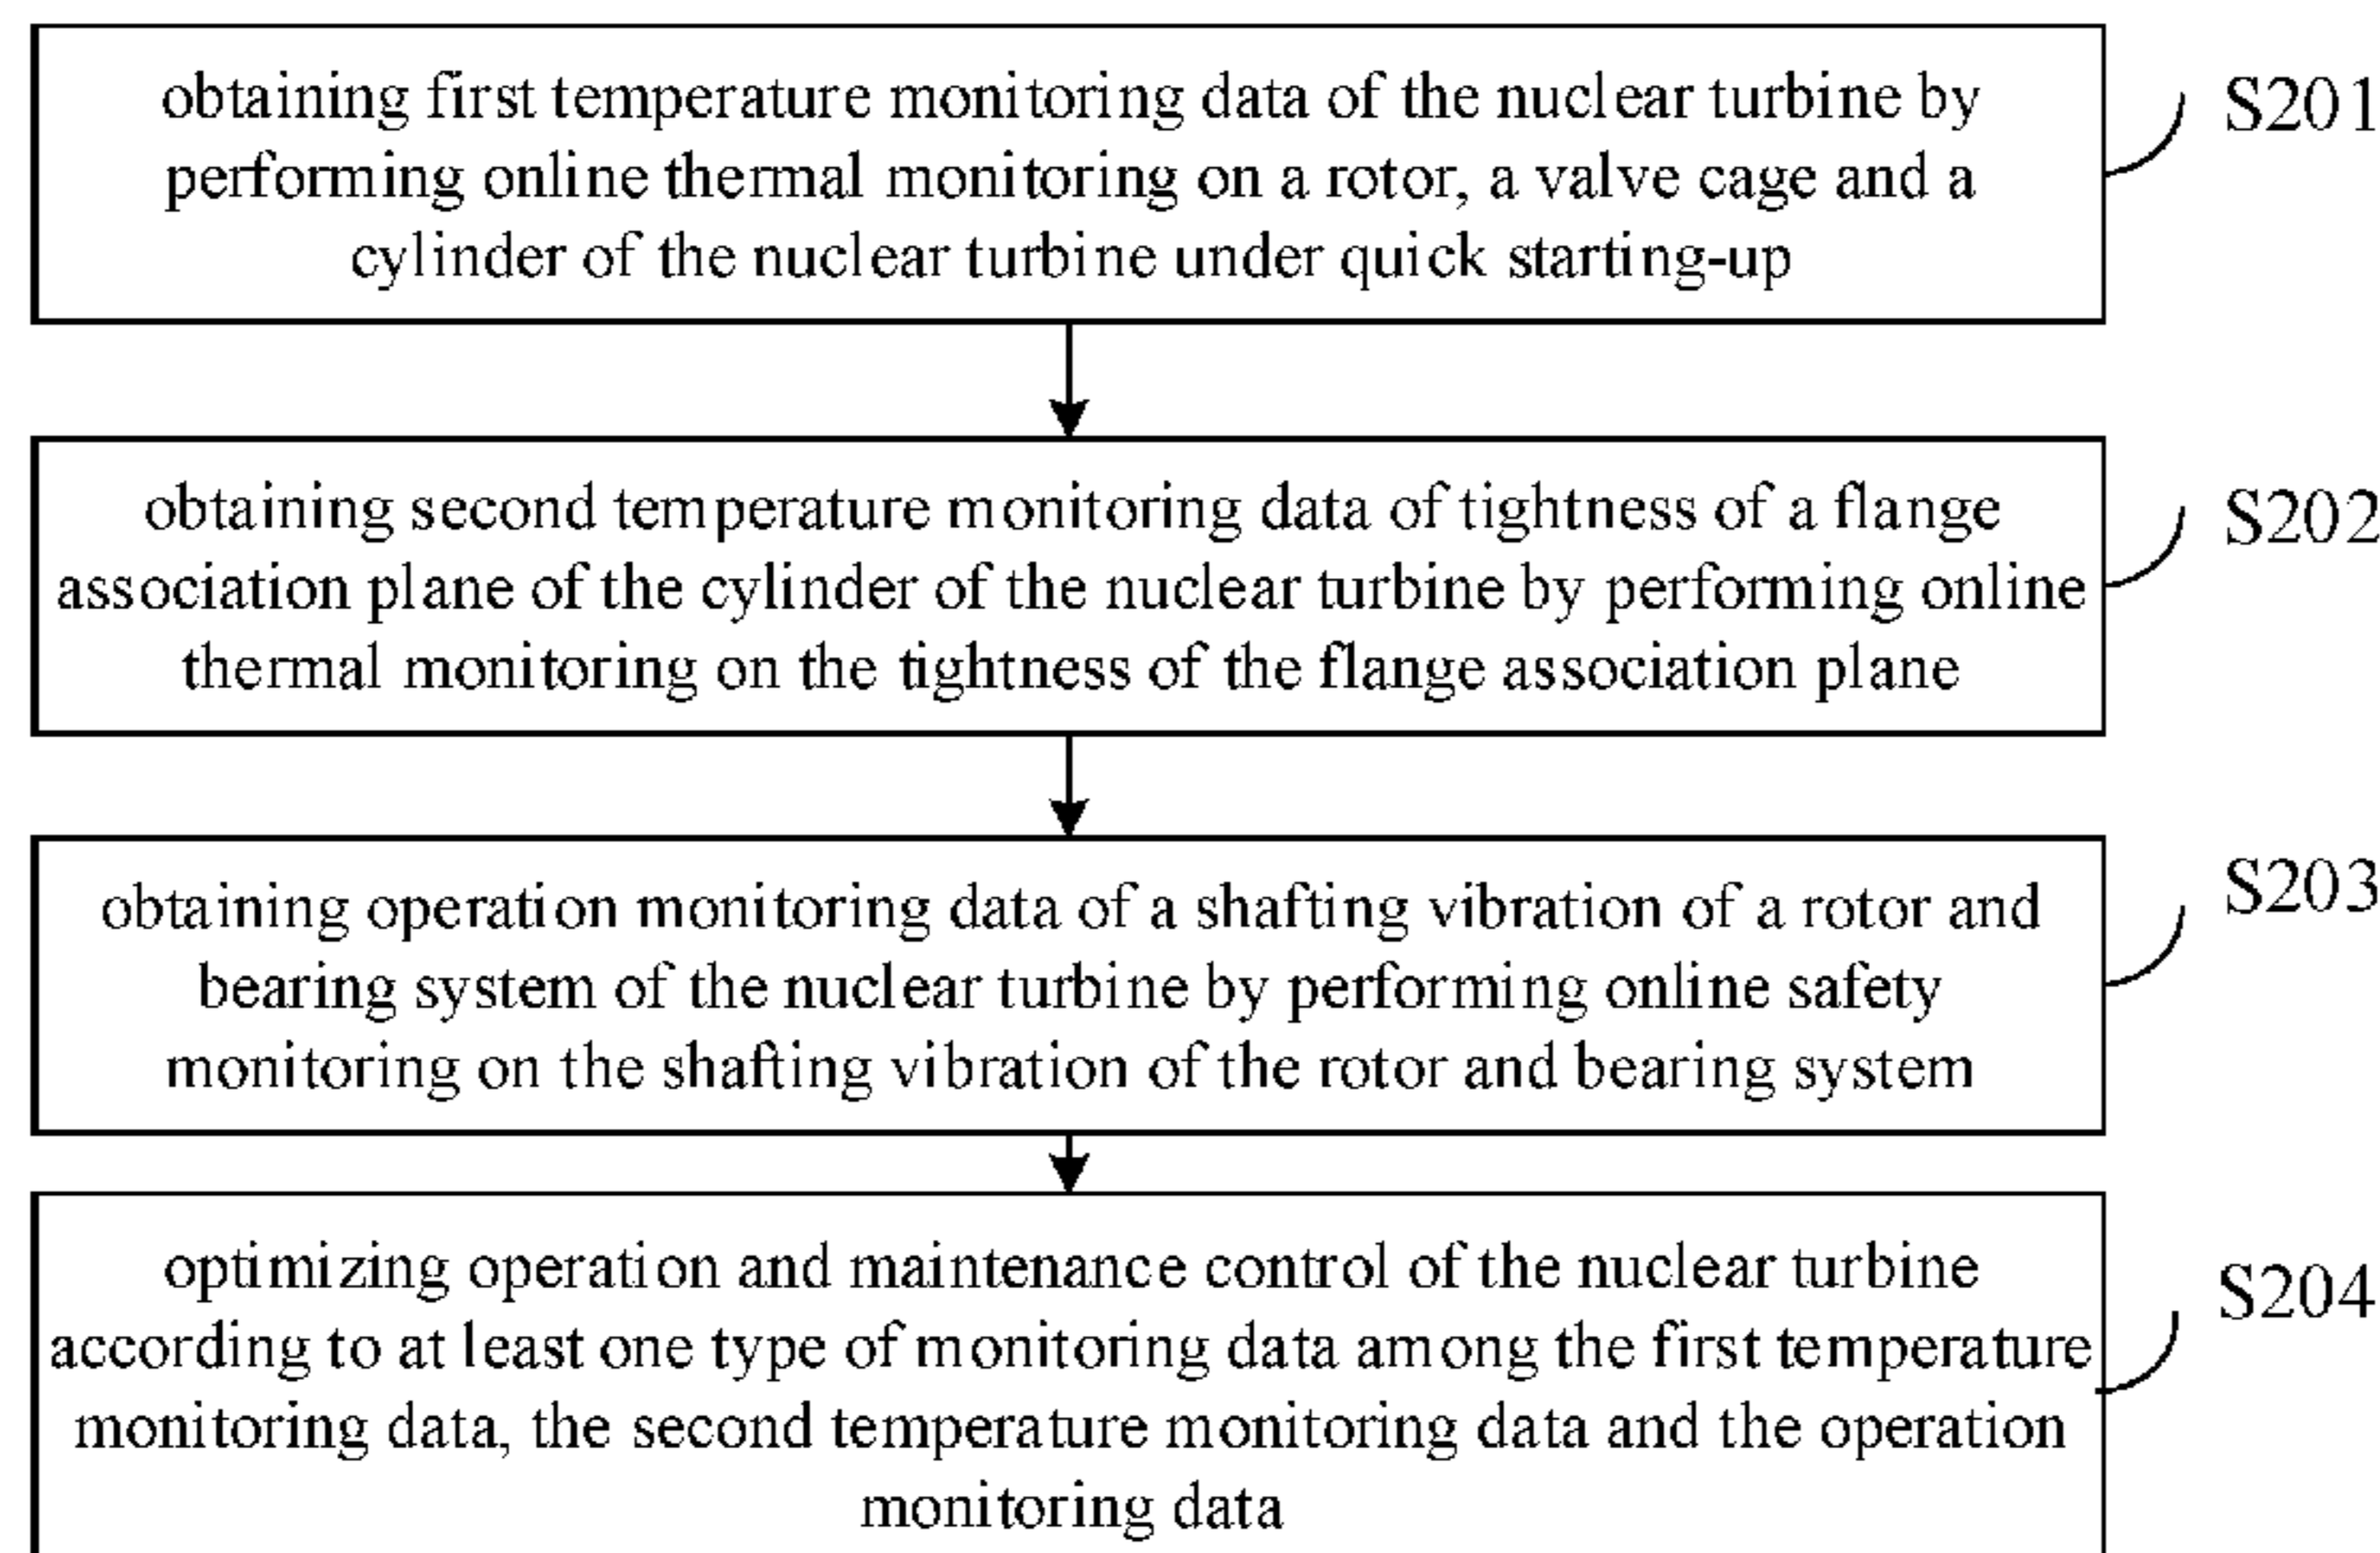 obtaining first temperature monitoring data of the nuclear turbine by
performing online thermal monitoring on a rotor, a valve cage and a
cylinder of the nuclear turbine under quick starting-up
S201
obtaining second temperature monitoring data of tightness of a flange
association plane of the cylinder of the nuclear turbine by performing online
thermal monitoring on the tightness of the flange association plane
S202
obtaining operation monitoring data of a shafting vibration of a rotor and
bearing system of the nuclear turbine by performing online safety
monitoring on the shafting vibration of the rotor and bearing system
S203
optimizing operation and maintenance control of the nuclear turbine
according to at least one type of monitoring data among the first temperature
monitoring data, the second temperature monitoring data and the operation
monitoring data
S204